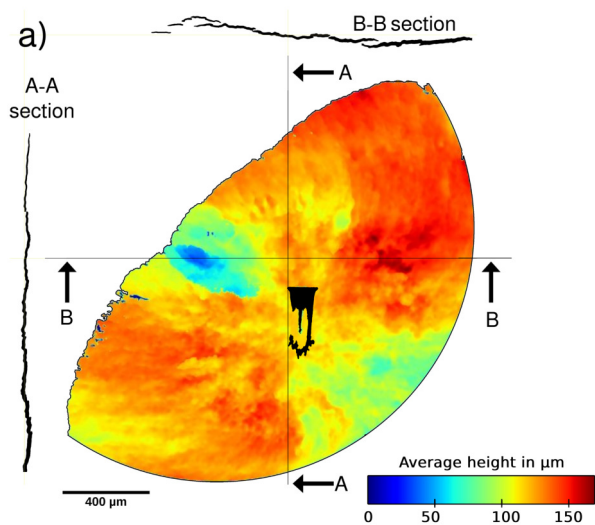 a)
B-B section
A-A
section
A
B
B
A
400 µm
Average height in µm
0 50 100 150